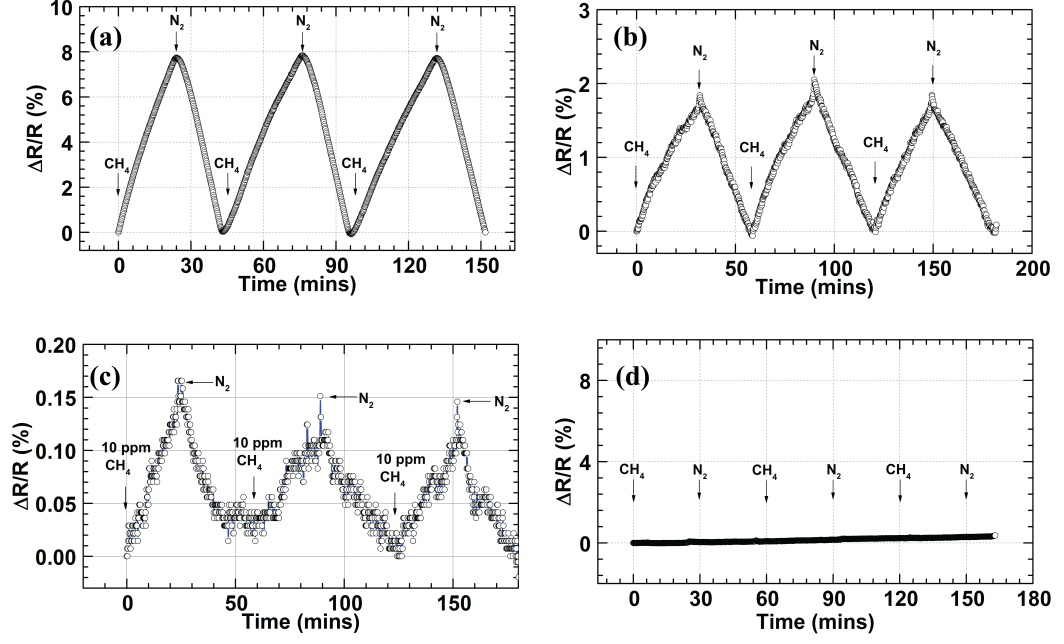 (a)
N2
N2
N2
CH4
CH4
CH4
10
8
6
4
2
0
ΔR/R (%)
0
30
60
90
120
150
Time (mins)
(b)
N2
N2
N2
CH4
CH4
CH4
3
2
1
0
ΔR/R (%)
0
50
100
150
200
Time (mins)
(c)
N2
N2
N2
10 ppm
CH4
10 ppm
CH4
10 ppm
CH4
0.20
0.15
0.10
0.05
0.00
ΔR/R (%)
0
50
100
150
Time (mins)
(d)
CH4
N2
CH4
N2
CH4
N2
8
4
0
ΔR/R (%)
0
30
60
90
120
150
180
Time (mins)